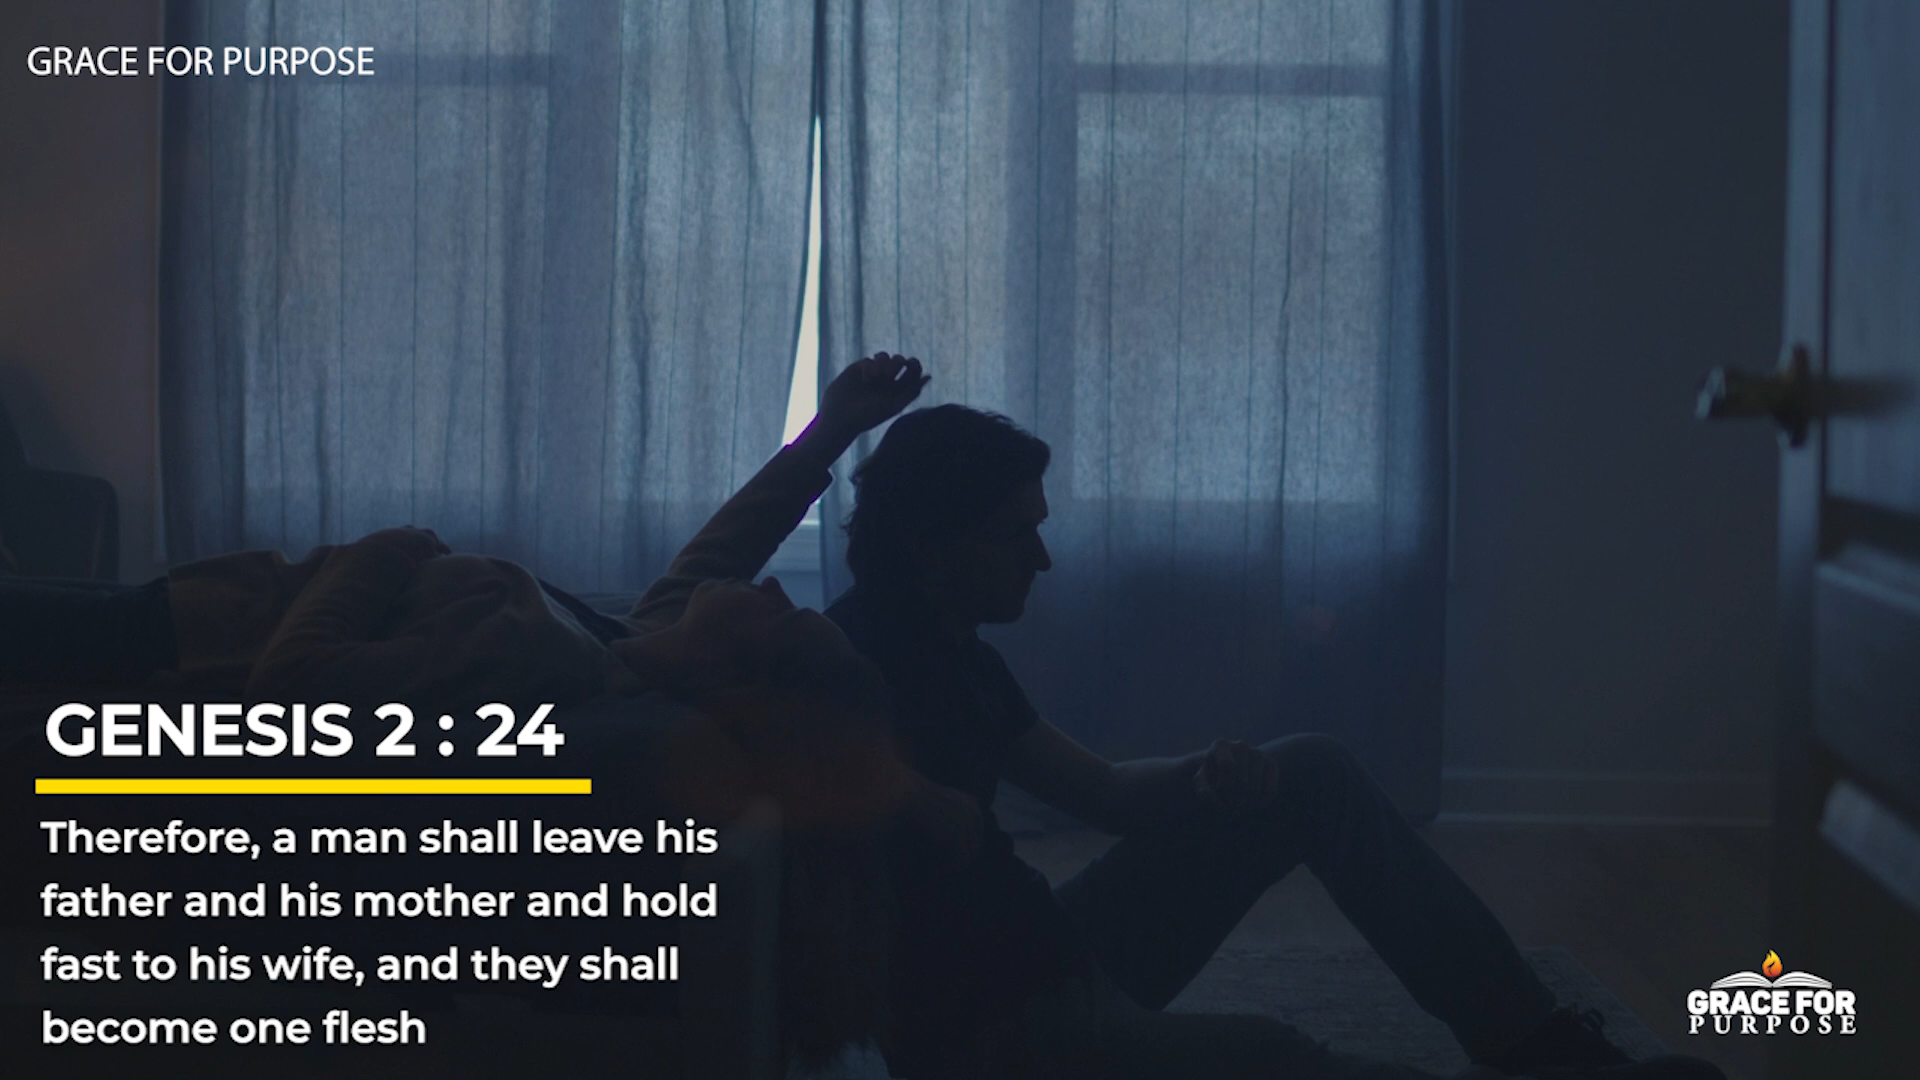 GRACE FOR PURPOSE
GENESIS 2 : 24
Therefore, a man shall leave his
father and his mother and hold
fast to his wife, and they shall
become one flesh
GRACE FOR
PURPOSE